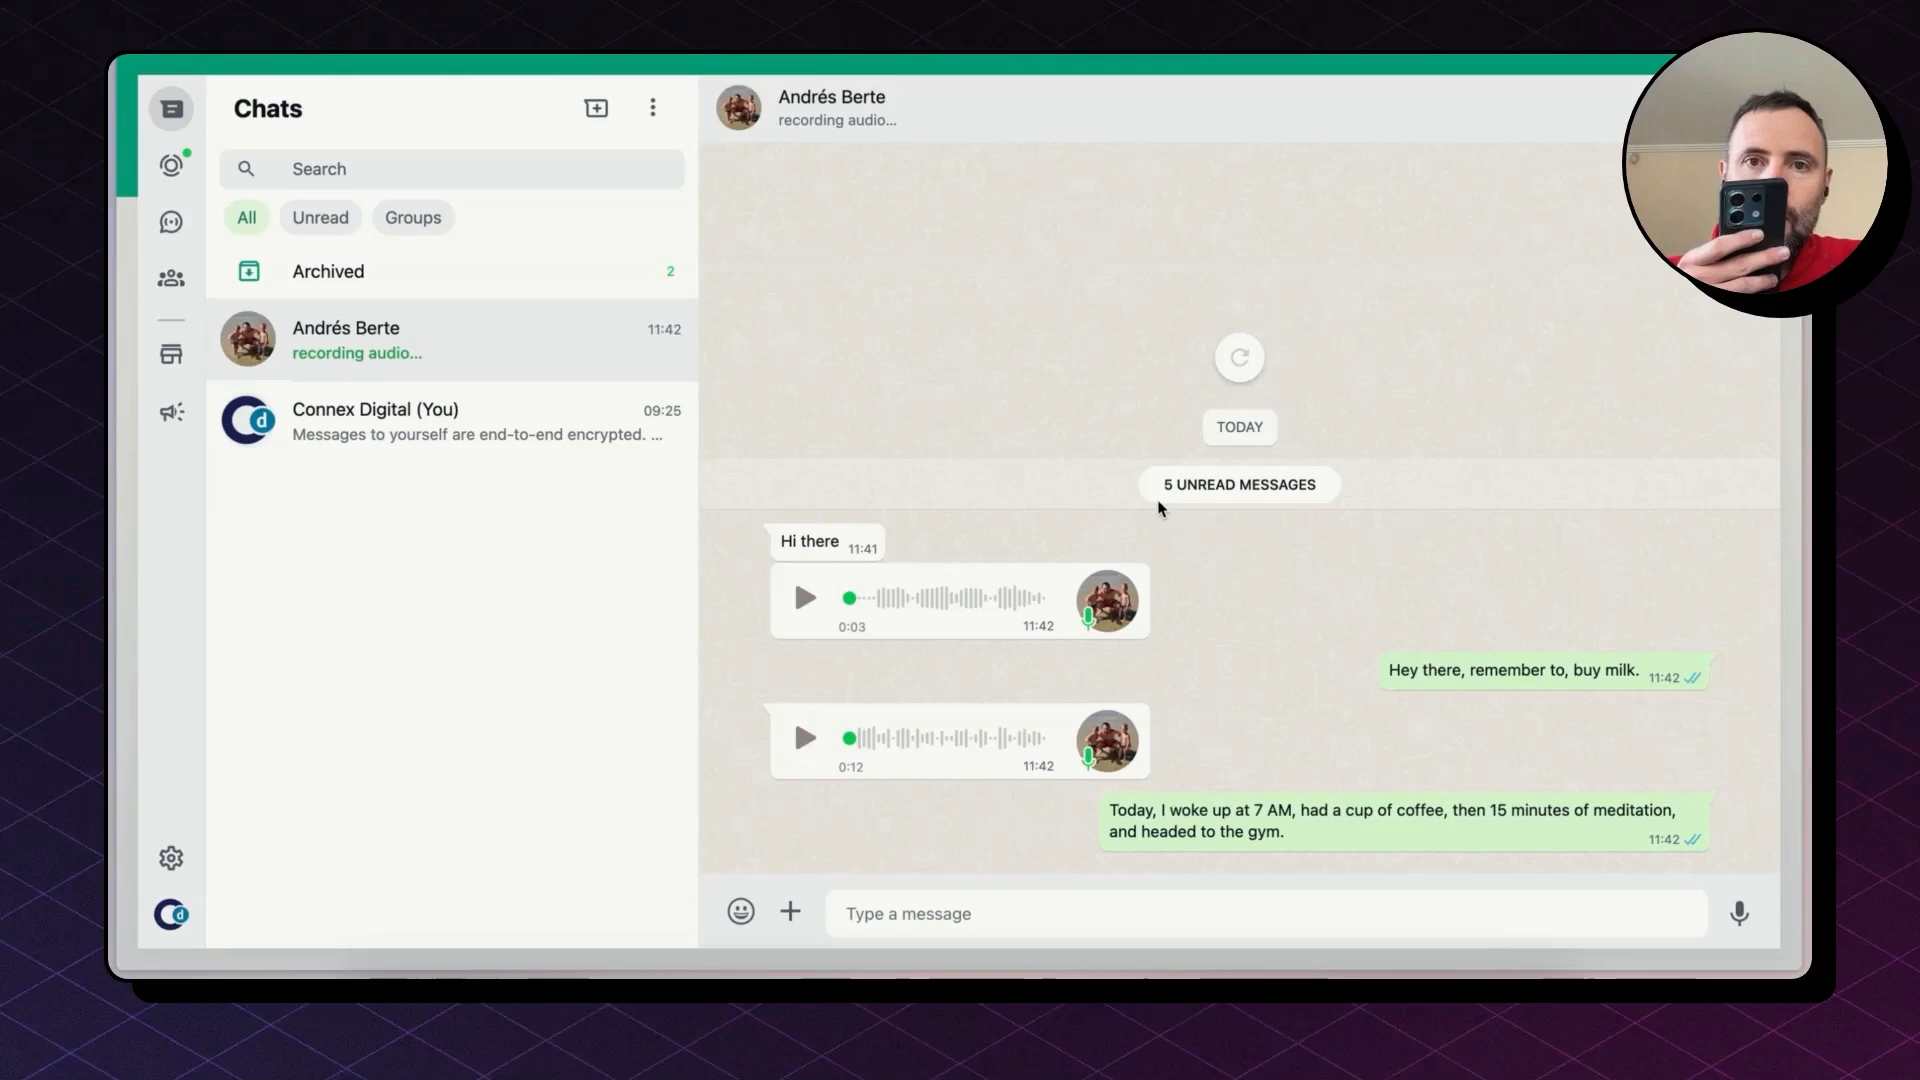 Chats
Search
All
Unread
Groups
Archived
2
Andrés Berte
11:42
recording audio...
Connex Digital (You)
09:25
Messages to yourself are end-to-end encrypted. ...
d
d
Andrés Berte
recording audio...
TODAY
5 UNREAD MESSAGES
Hi there
11:41
0:03
11:42
Hey there, remember to, buy milk.
11:42
0:12
11:42
Today, I woke up at 7 AM, had a cup of coffee, then 15 minutes of meditation,
and headed to the gym.
11:42
Type a message